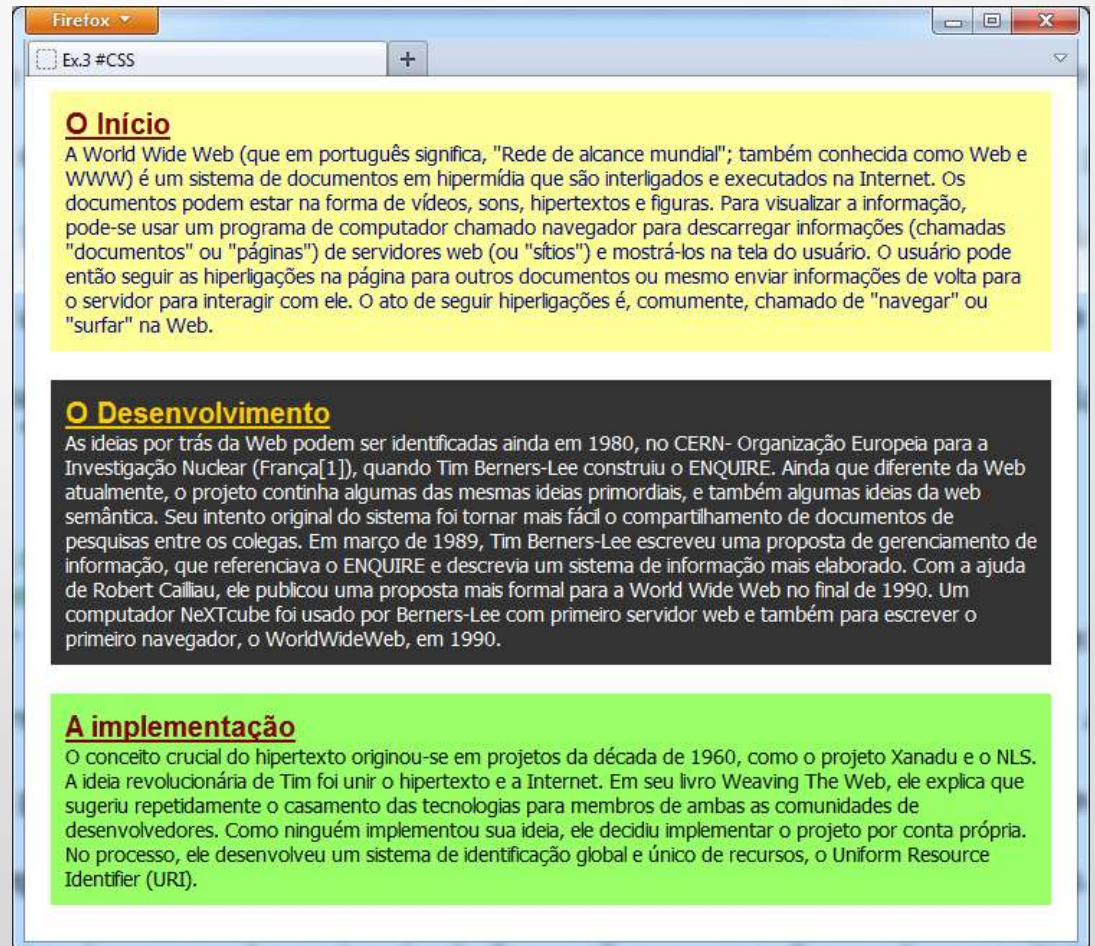 Firefox
Ex.3 #CSS
O Início
A World Wide Web (que em português significa, "Rede de alcance mundial"; também conhecida como Web e
WWW) é um sistema de documentos em hipermídia que são interligados e executados na Internet. Os
documentos podem estar na forma de vídeos, sons, hipertextos e figuras. Para visualizar a informação,
pode-se usar um programa de computador chamado navegador para descarregar informações (chamadas
"documentos" ou "páginas") de servidores web (ou "sítios") e mostrá-los na tela do usuário. O usuário pode
então seguir as hiperligações na página para outros documentos ou mesmo enviar informações de volta para
o servidor para interagir com ele. O ato de seguir hiperligações é, comumente, chamado de "navegar" ou
"surfar" na Web.
O Desenvolvimento
As ideias por trás da Web podem ser identificadas ainda em 1980, no CERN- Organização Europeia para a
Investigação Nuclear (França[1]), quando Tim Berners-Lee construiu o ENQUIRE. Ainda que diferente da Web
atualmente, o projeto continha algumas das mesmas ideias primordiais, e também algumas ideias da web
semântica. Seu intento original do sistema foi tornar mais fácil o compartilhamento de documentos de
pesquisas entre os colegas. Em março de 1989, Tim Berners-Lee escreveu uma proposta de gerenciamento de
informação, que referenciava o ENQUIRE e descrevia um sistema de informação mais elaborado. Com a ajuda
de Robert Cailliau, ele publicou uma proposta mais formal para a World Wide Web no final de 1990. Um
computador NeXTcube foi usado por Berners-Lee com primeiro servidor web e também para escrever o
primeiro navegador, o WorldWideWeb, em 1990.
A implementação
O conceito crucial do hipertexto originou-se em projetos da década de 1960, como o projeto Xanadu e o NLS.
A ideia revolucionária de Tim foi unir o hipertexto e a Internet. Em seu livro Weaving The Web, ele explica que
sugeriu repetidamente o casamento das tecnologias para membros de ambas as comunidades de
desenvolvedores. Como ninguém implementou sua ideia, ele decidiu implementar o projeto por conta própria.
No processo, ele desenvolveu um sistema de identificação global e único de recursos, o Uniform Resource
Identifier (URI).